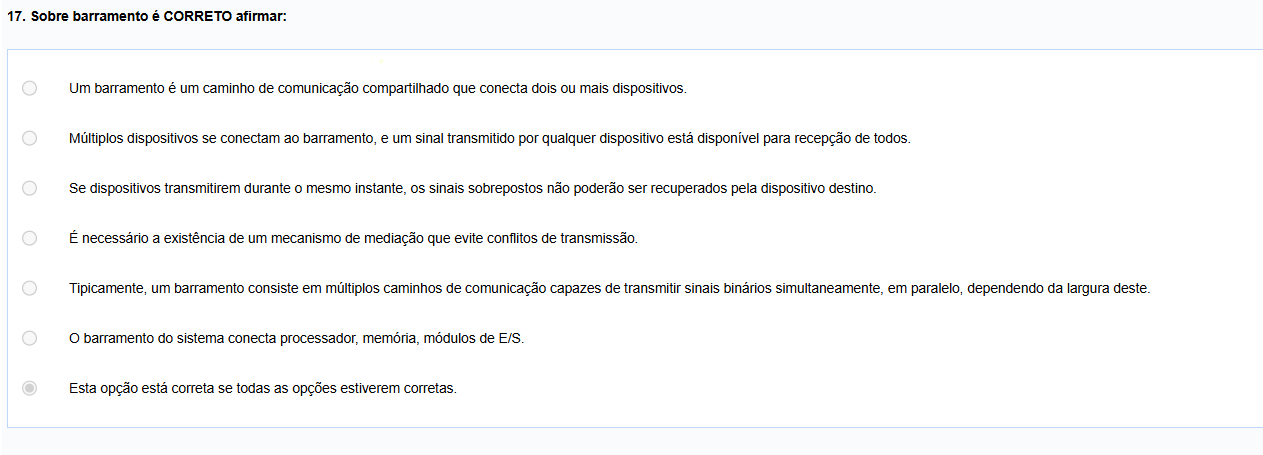 17. Sobre barramento é CORRETO afirmar:
Um barramento é um caminho de comunicação compartilhado que conecta dois ou mais dispositivos.
Múltiplos dispositivos se conectam ao barramento, e um sinal transmitido por qualquer dispositivo está disponível para recepção de todos.
Se dispositivos transmitirem durante o mesmo instante, os sinais sobrepostos não poderão ser recuperados pela dispositivo destino.
É necessário a existência de um mecanismo de mediação que evite conflitos de transmissão.
Tipicamente, um barramento consiste em múltiplos caminhos de comunicação capazes de transmitir sinais binários simultaneamente, em paralelo, dependendo da largura deste.
O barramento do sistema conecta processador, memória, módulos de E/S.
Esta opção está correta se todas as opções estiverem corretas.